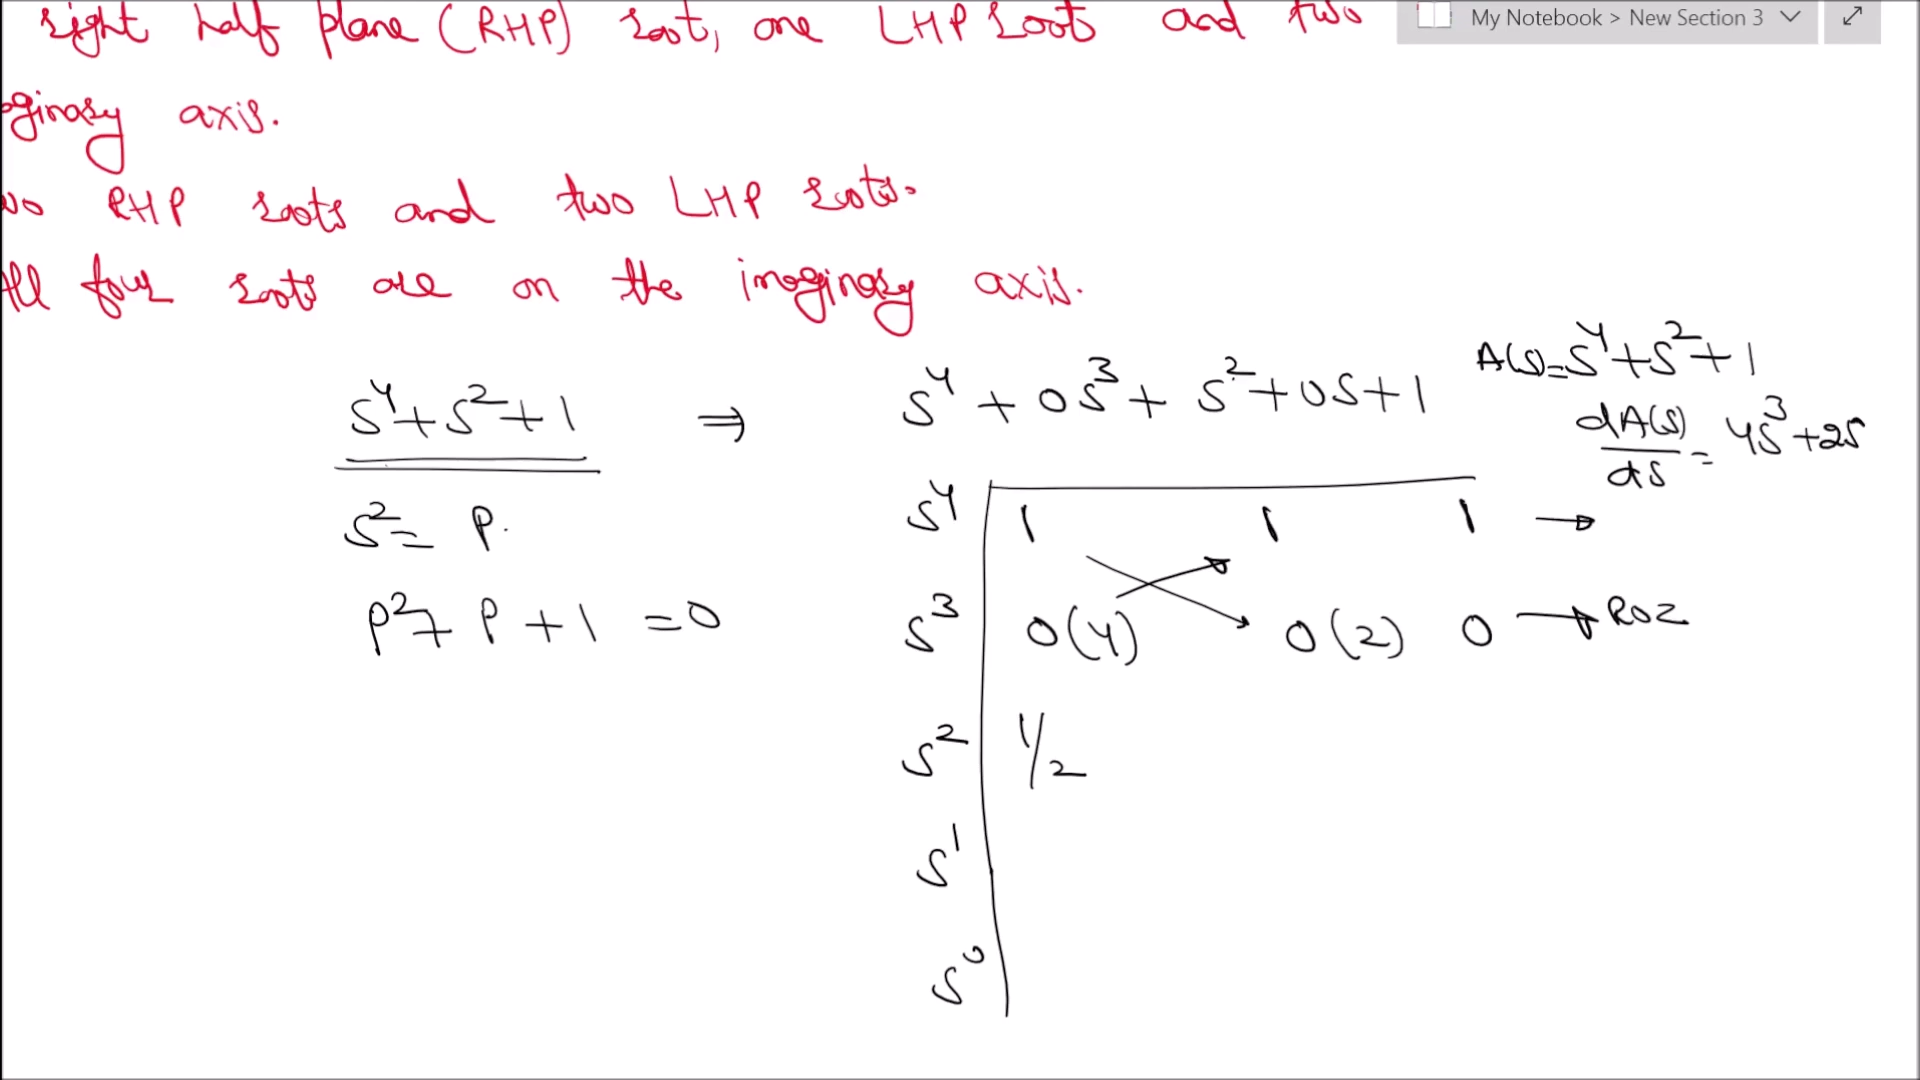 My Notebook > New Section 3
right half plane (RHP) root, one LHP root and two
aginary axis.
wo RHP roots and two LHP roots.
All four roots are on the imaginary axis.
s⁴+s²+1 ⇒ s⁴ + 0s³ + s² + 0s + 1
A(s)=s⁴+s²+1
dA(s)/ds = 4s³+2s
s² = p.
p²+p+1 =0
s⁴ 1 1 1 →
s³ 0(4) 0(2) 0 → ROZ
s² 1/2
s¹
s⁰